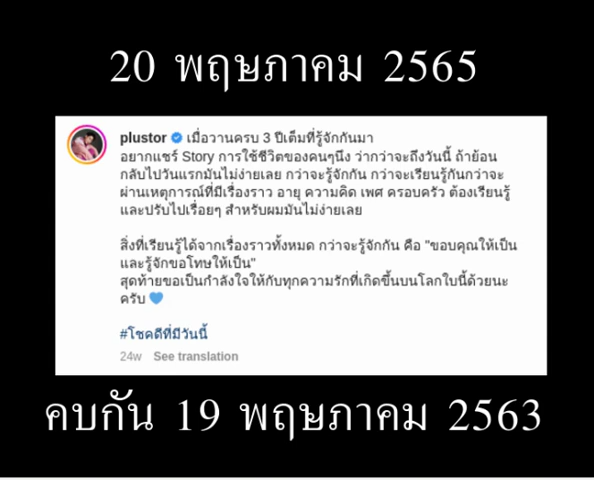 20 พฤษภาคม 2565
plustor เมื่อวานครบ 3 ปีเต็มที่รู้จักกันมา
อยากแชร์ Story การใช้ชีวิตของคนๆนึง ว่ากว่าจะถึงวันนี้ ถ้าย้อน
กลับไปวันแรกมันไม่ง่ายเลย กว่าจะรู้จักกัน กว่าจะเรียนรู้กันกว่าจะ
ผ่านเหตุการณ์ที่มีเรื่องราว อายุ ความคิด เพศ ครอบครัว ต้องเรียนรู้
และปรับไปเรื่อยๆ สำหรับผมมันไม่ง่ายเลย
สิ่งที่เรียนรู้ได้จากเรื่องราวทั้งหมด กว่าจะรู้จักกัน คือ "ขอบคุณให้เป็น
และรู้จักขอโทษให้เป็น"
สุดท้ายขอเป็นกำลังใจให้กับทุกความรักที่เกิดขึ้นบนโลกใบนี้ด้วยนะ
ครับ 💙
#โชคดีที่มีวันนี้
24w See translation
คบกัน 19 พฤษภาคม 2563